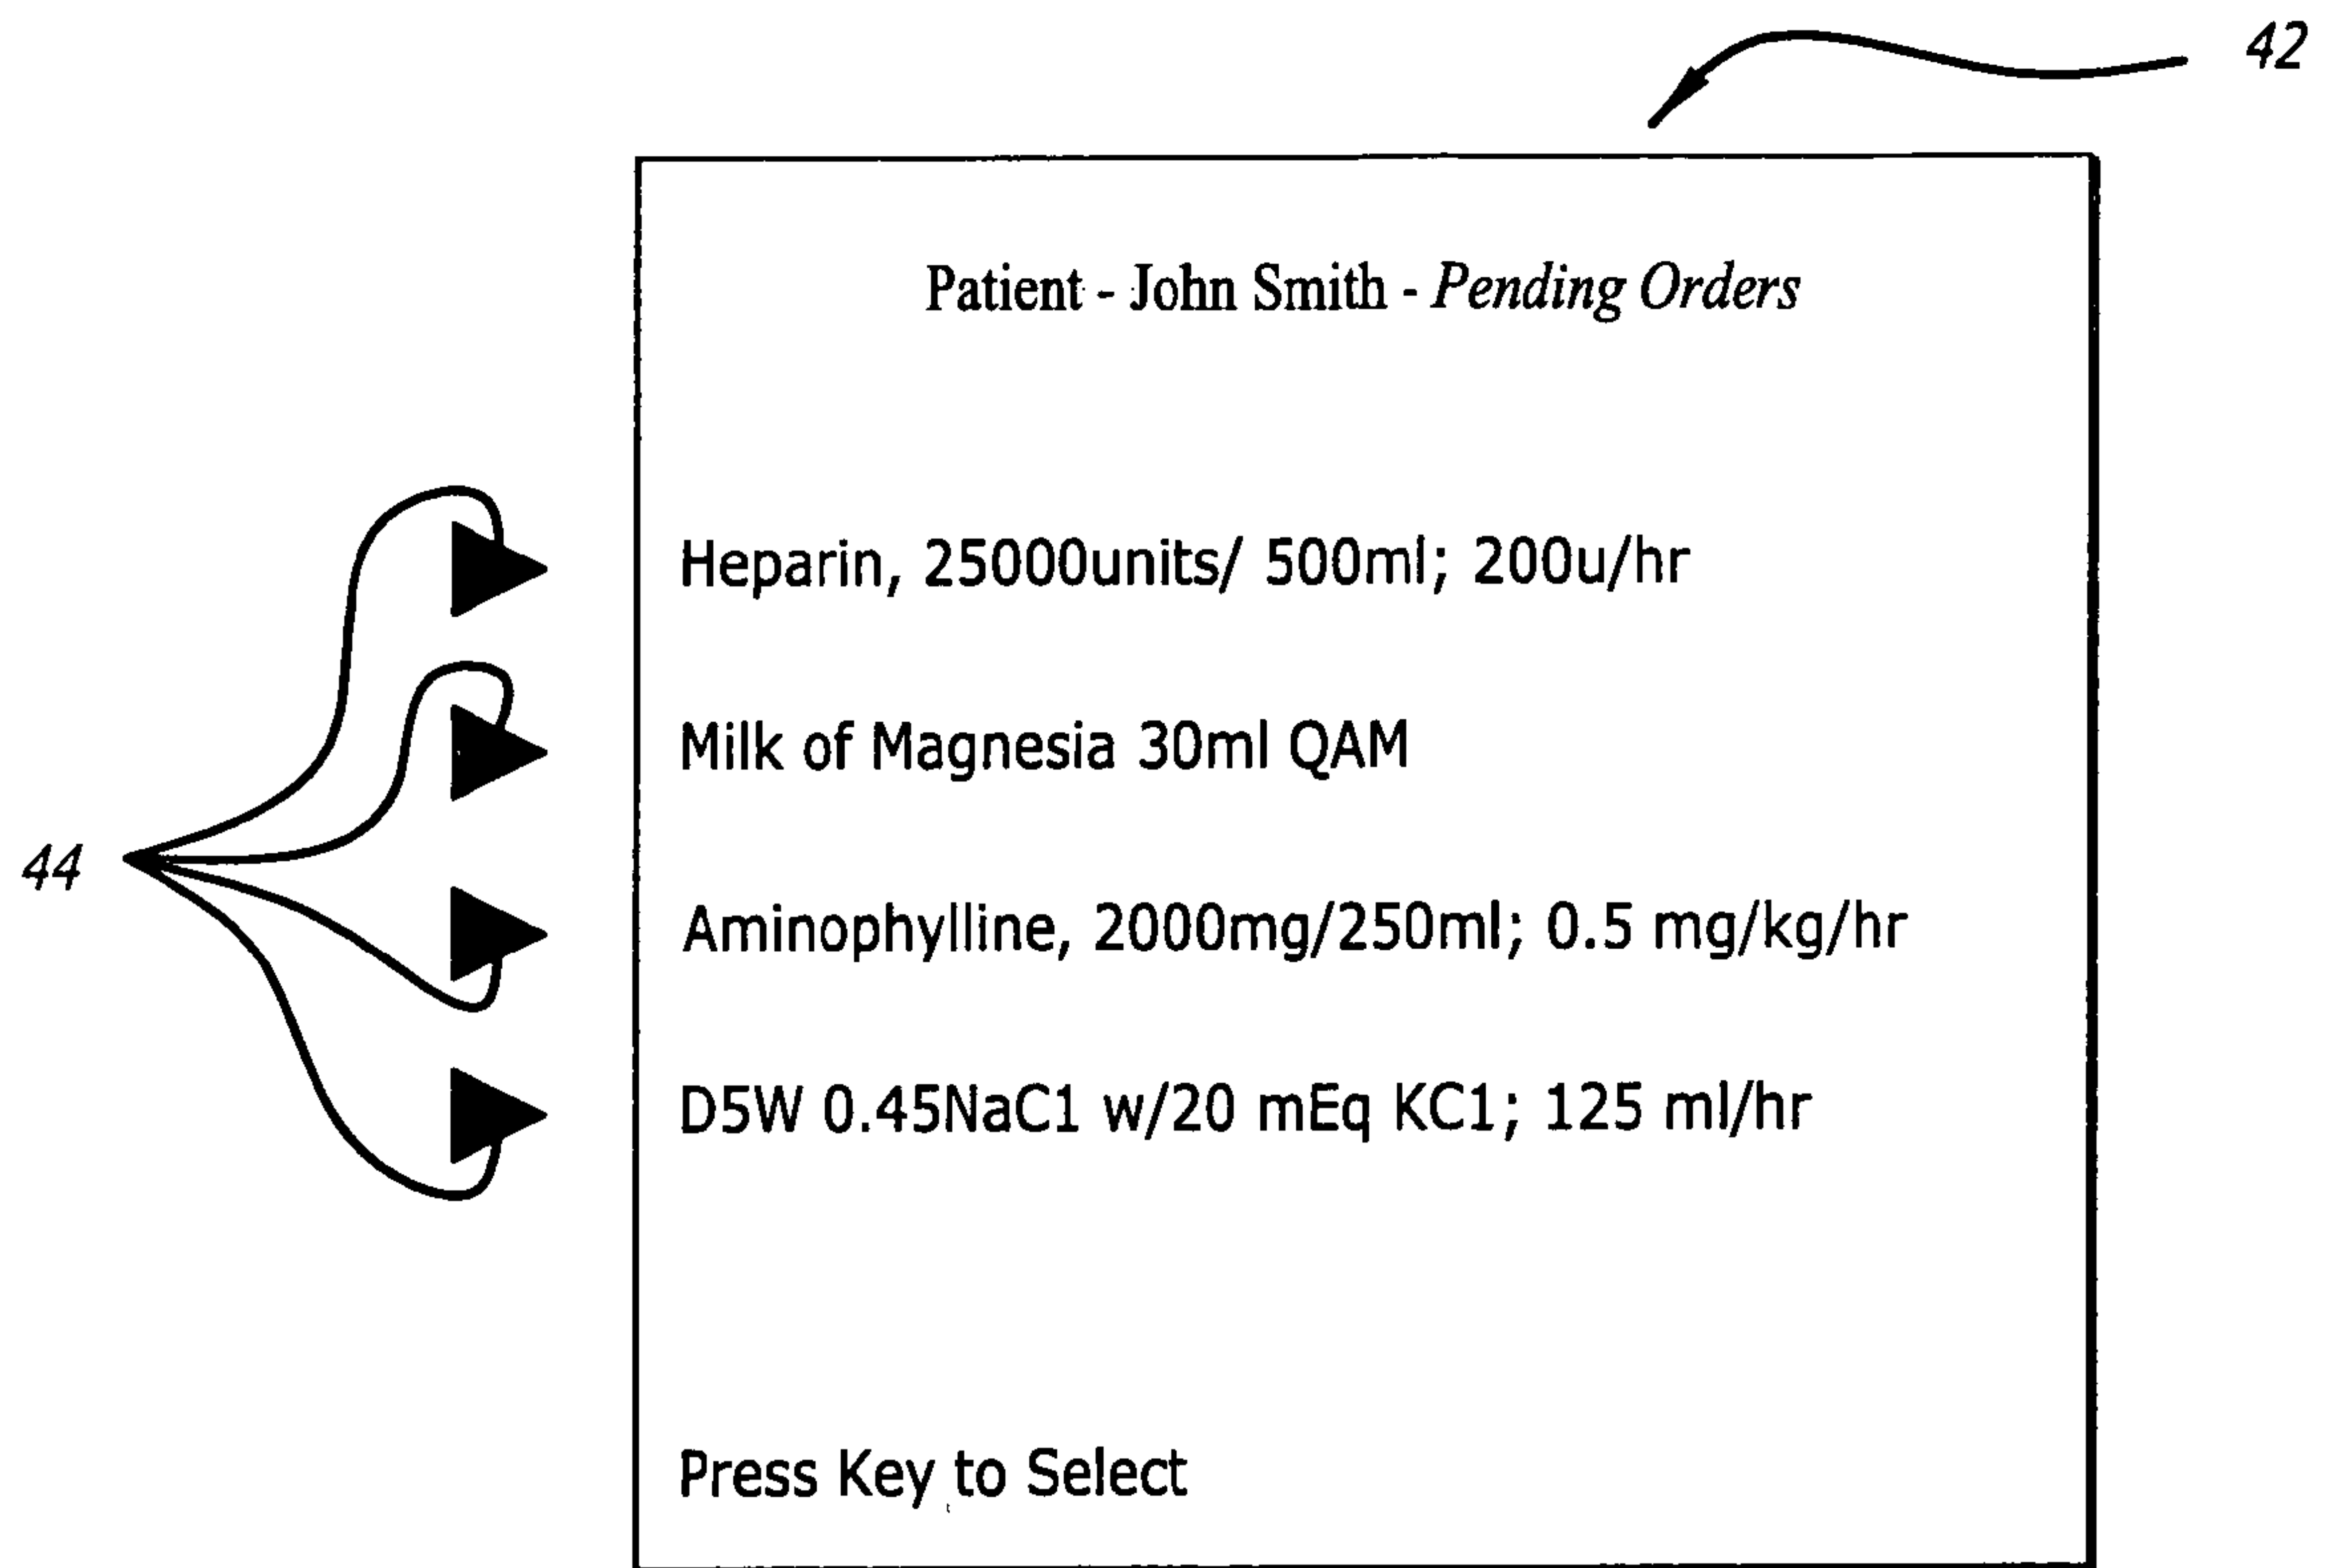 42
Patient - John Smith - Pending Orders
Heparin, 25000units/ 500ml; 200u/hr
Milk of Magnesia 30ml QAM
44
Aminophylline, 2000mg/250ml; 0.5 mg/kg/hr
D5W 0.45NaC1 w/20 mEq KC1; 125 ml/hr
Press Key to Select